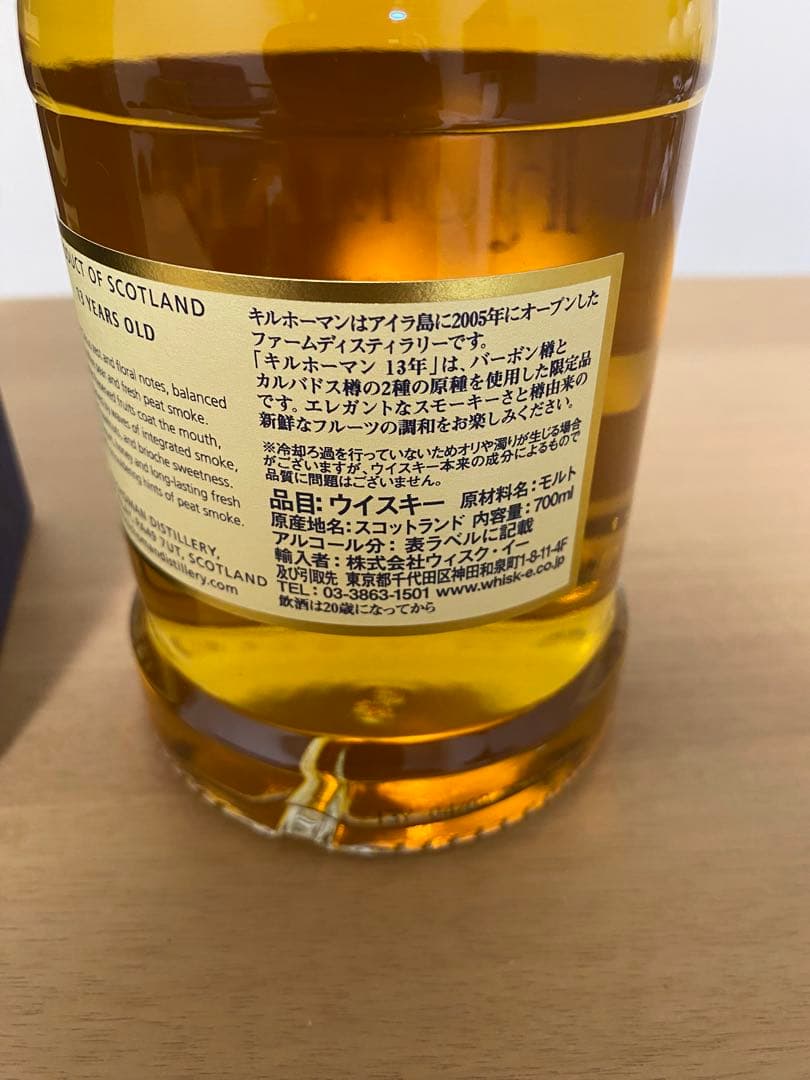 OF SCOTLAND
13 YEARS OLD
and floral notes, balanced
and fresh peat smoke.
fruits coat the mouth,
waves of integrated smoke,
and brioche sweetness.
and long-lasting fresh
hints of peat smoke.
DISTILLERY,
PA49 7UT, SCOTLAND
distillery.com
キルホーマンはアイラ島に2005年にオープンした
ファームディスティラリーです。
「キルホーマン 13年」は、バーボン樽と
カルバドス樽の2種の原種を使用した限定品
です。エレガントなスモーキーさと樽由来の
新鮮なフルーツの調和をお楽しみください。
※冷却ろ過を行っていないためオリや濁りが生じる場合
がございますが、ウイスキー本来の成分によるもので
品質に問題はございません。
品目：ウイスキー 原材料名：モルト
原産地名：スコットランド 内容量：700ml
アルコール分：表ラベルに記載
輸入者：株式会社ウィスク・イー
及び引取先 東京都千代田区神田和泉町1-8-11-4F
TEL：03-3863-1501 www.whisk-e.co.jp
飲酒は20歳になってから